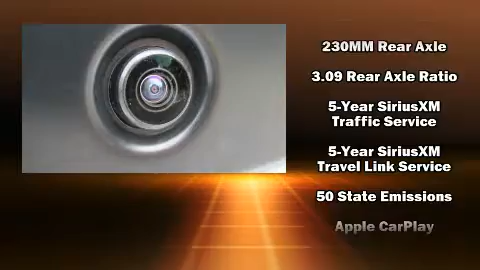 230MM Rear Axle
3.09 Rear Axle Ratio
5-Year SiriusXM
Traffic Service
5-Year SiriusXM
Travel Link Service
50 State Emissions
Apple CarPlay